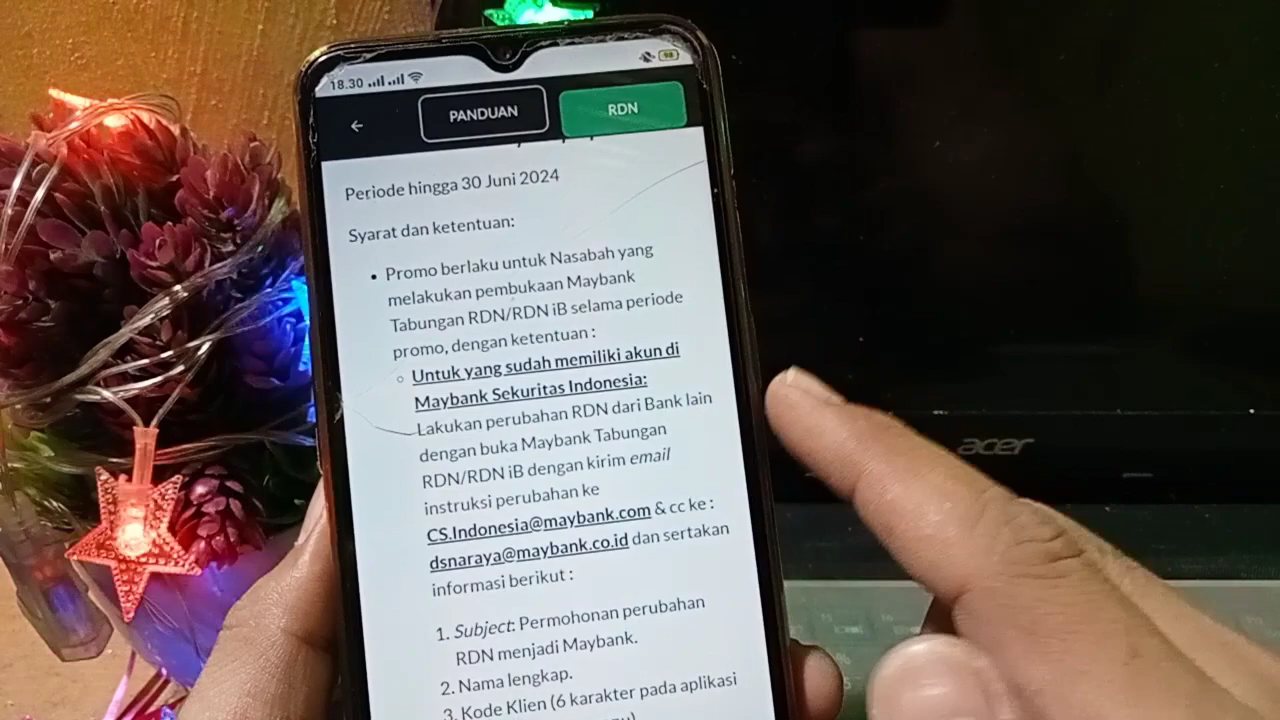 18.30
98
PANDUAN
RDN
Periode hingga 30 Juni 2024
Syarat dan ketentuan:
• Promo berlaku untuk Nasabah yang
melakukan pembukaan Maybank
Tabungan RDN/RDN iB selama periode
promo, dengan ketentuan :
○ Untuk yang sudah memiliki akun di
Maybank Sekuritas Indonesia:
Lakukan perubahan RDN dari Bank lain
dengan buka Maybank Tabungan
RDN/RDN iB dengan kirim email
instruksi perubahan ke
CS.Indonesia@maybank.com & cc ke :
dsnaraya@maybank.co.id dan sertakan
informasi berikut :
1. Subject: Permohonan perubahan
RDN menjadi Maybank.
2. Nama lengkap.
3. Kode Klien (6 karakter pada aplikasi
acer